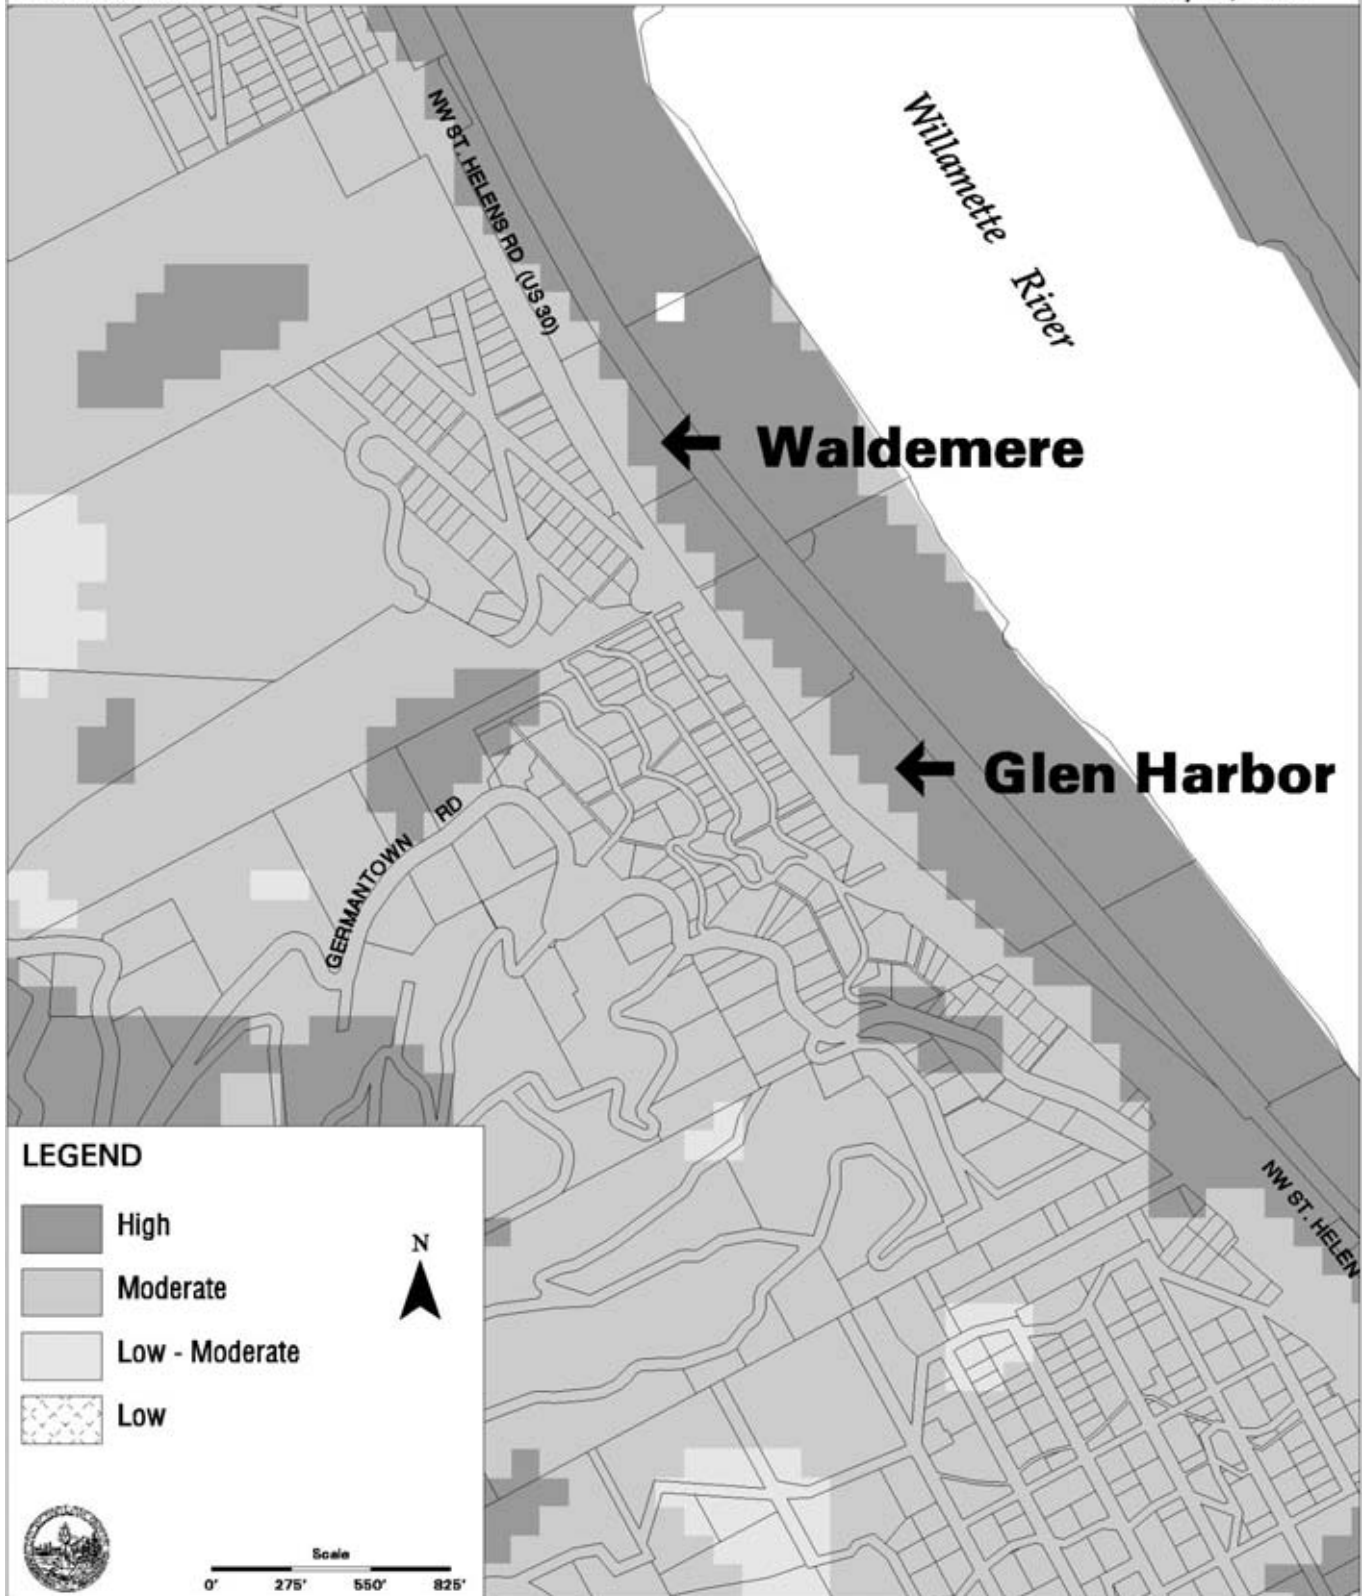 NW ST. HELENS RD (US 30)
Willamette River
Waldemere
Glen Harbor
GERMANTOWN RD
NW ST. HELEN
LEGEND
High
Moderate
Low - Moderate
Low
N
Scale
0' 275' 550' 825'